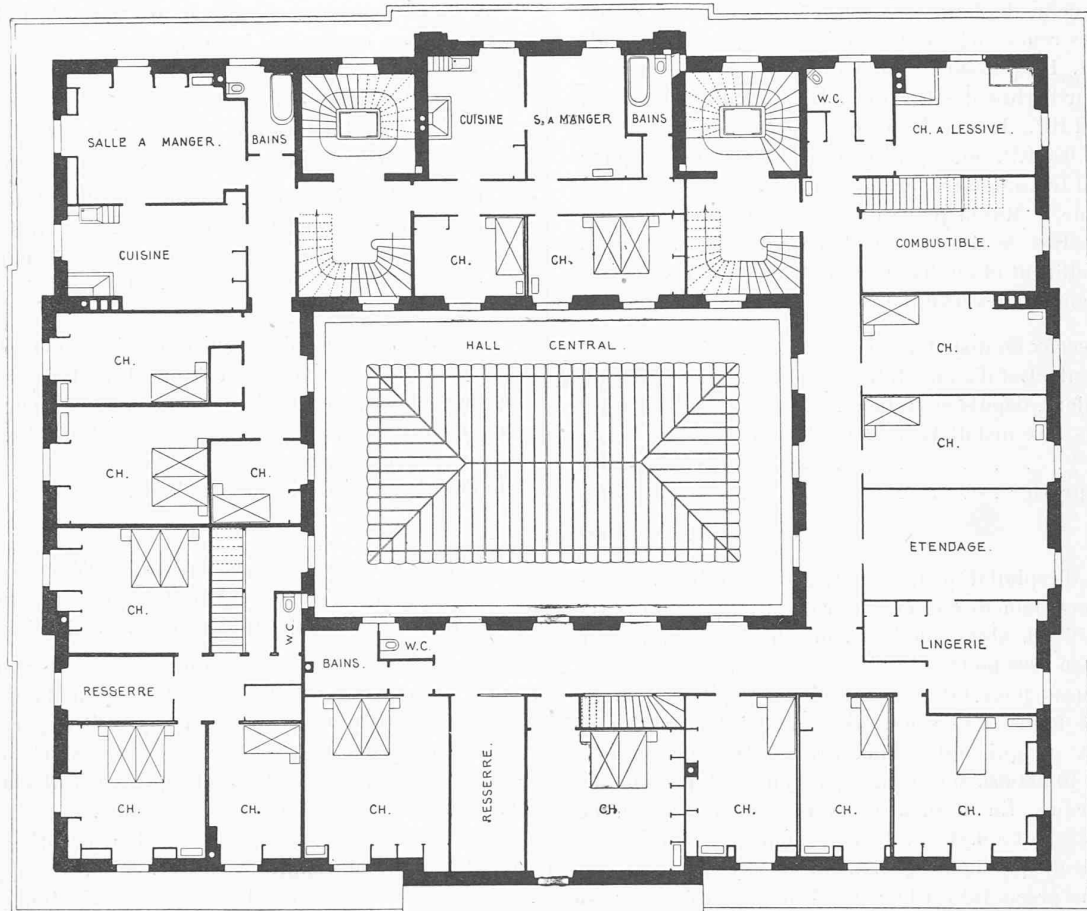 SALLE A MANGER.
BAINS
CUISINE
S. A MANGER
BAINS
W.C.
CH. A LESSIVE.
CUISINE
CH.
CH.
COMBUSTIBLE.
HALL CENTRAL.
CH.
CH.
CH.
CH.
CH.
ETENDAGE.
CH.
W.C.
BAINS.
W.C.
LINGERIE
RESSERRE
RESSERRE.
CH.
CH.
CH.
CH.
CH.
CH.
CH.